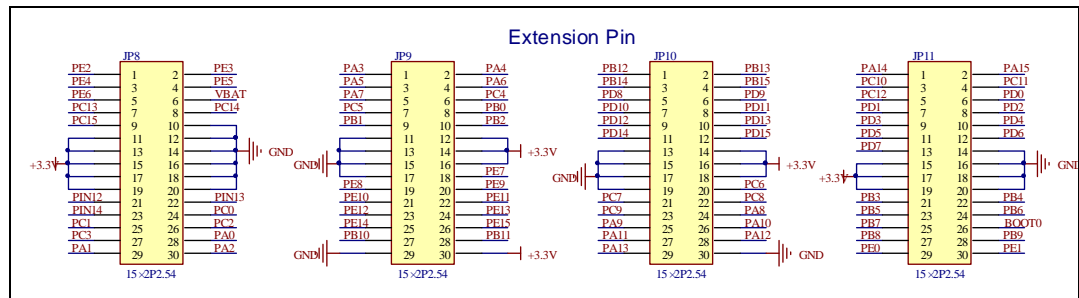 Extension Pin
JP8 JP9 JP10 JP11
PE2 1 2 PE3 PA3 1 2 PA4 PB12 1 2 PB13 PA14 1 2 PA15
PE4 3 4 PE5 PA5 3 4 PA6 PB14 3 4 PB15 PC10 3 4 PC11
PE6 5 6 VBAT PA7 5 6 PC4 PD8 5 6 PD9 PC12 5 6 PD0
PC13 7 8 PC14 PC5 7 8 PB0 PD10 7 8 PD11 PD1 7 8 PD2
PC15 9 10 PB1 9 10 PB2 PD12 9 10 PD13 PD3 9 10 PD4
11 12 11 12 PD14 11 12 PD15 PD5 11 12 PD6
13 14 GND 13 14 +3.3V 13 14 PD7 13 14
+3.3V 15 16 GND 15 16 15 16 +3.3V 15 16 GND
17 18 17 18 PE7 GND 17 18 +3.3V 17 18
19 20 PE8 19 20 PE9 19 20 PC6 19 20
PIN12 21 22 PIN13 PE10 21 22 PE11 PC7 21 22 PC8 PB3 21 22 PB4
PIN14 23 24 PC0 PE12 23 24 PE13 PC9 23 24 PA8 PB5 23 24 PB6
PC1 25 26 PC2 PE14 25 26 PE15 PA9 25 26 PA10 PB7 25 26 BOOT0
PC3 27 28 PA0 PB10 27 28 PB11 PA11 27 28 PA12 PB8 27 28 PB9
PA1 29 30 PA2 GND 29 30 +3.3V PA13 29 30 GND PE0 29 30 PE1
15×2P2.54 15×2P2.54 15×2P2.54 15×2P2.54